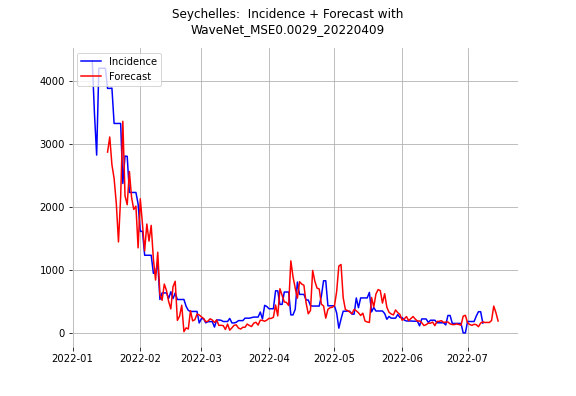 Seychelles:  Incidence + Forecast with
WaveNet_MSE0.0029_20220409
Incidence
Forecast
4000
3000
2000
1000
0
2022-01 2022-02 2022-03 2022-04 2022-05 2022-06 2022-07